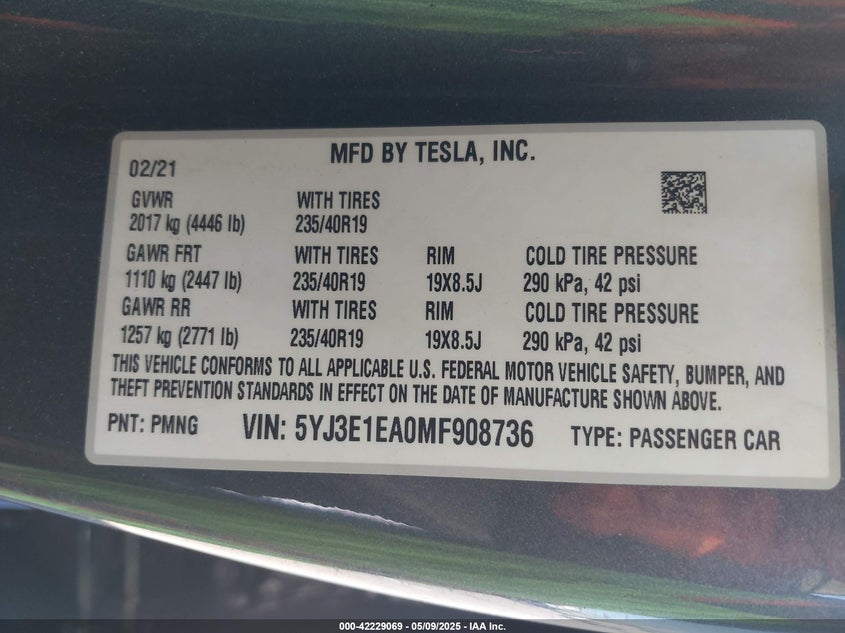 MFD BY TESLA, INC.
02/21
GVWR WITH TIRES
2017 kg (4446 lb) 235/40R19
GAWR FRT WITH TIRES RIM COLD TIRE PRESSURE
1110 kg (2447 lb) 235/40R19 19X8.5J 290 kPa, 42 psi
GAWR RR WITH TIRES RIM COLD TIRE PRESSURE
1257 kg (2771 lb) 235/40R19 19X8.5J 290 kPa, 42 psi
THIS VEHICLE CONFORMS TO ALL APPLICABLE U.S. FEDERAL MOTOR VEHICLE SAFETY, BUMPER, AND
THEFT PREVENTION STANDARDS IN EFFECT ON THE DATE OF MANUFACTURE SHOWN ABOVE.
PNT: PMNG VIN: 5YJ3E1EA0MF908736 TYPE: PASSENGER CAR
000-42229069 - 05/09/2025 - IAA Inc.